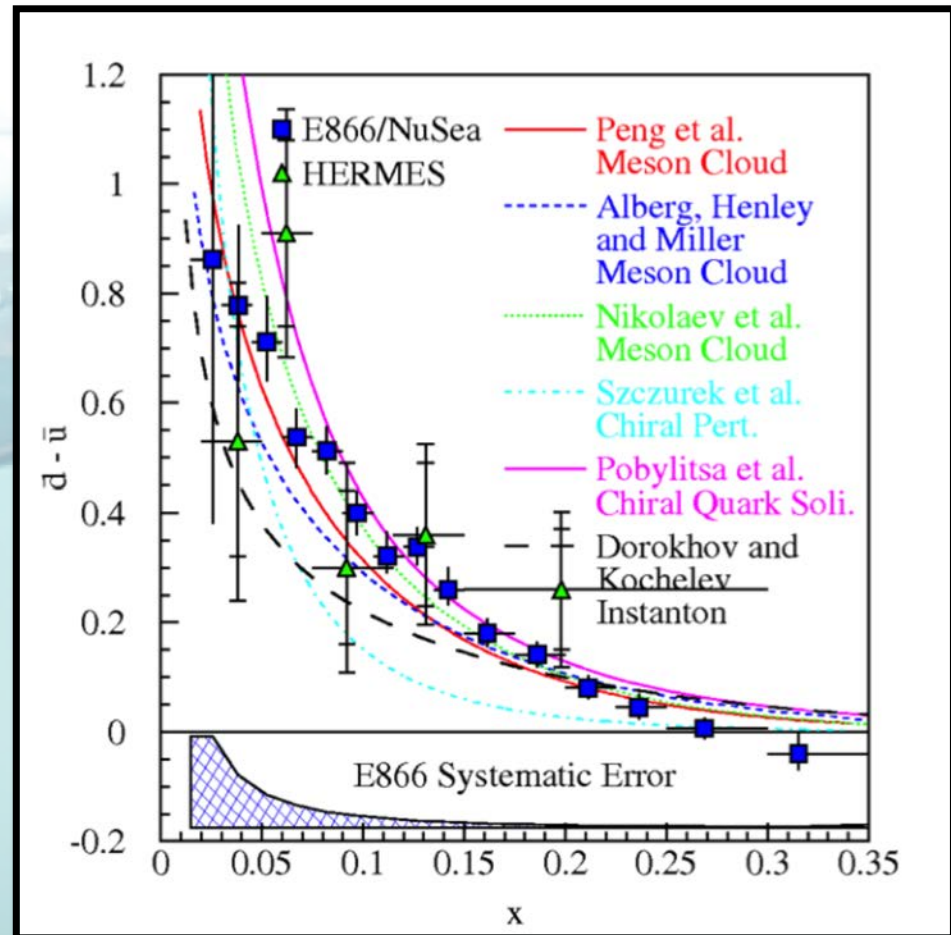 1.2
1
0.8
0.6
0.4
0.2
0
-0.2
d̄ - ū
E866/NuSea
HERMES
Peng et al.
Meson Cloud
Alberg, Henley
and Miller
Meson Cloud
Nikolaev et al.
Meson Cloud
Szczurek et al.
Chiral Pert.
Pobylitsa et al.
Chiral Quark Soli.
Dorokhov and
Kochelev
Instanton
E866 Systematic Error
0 0.05 0.1 0.15 0.2 0.25 0.3 0.35
x